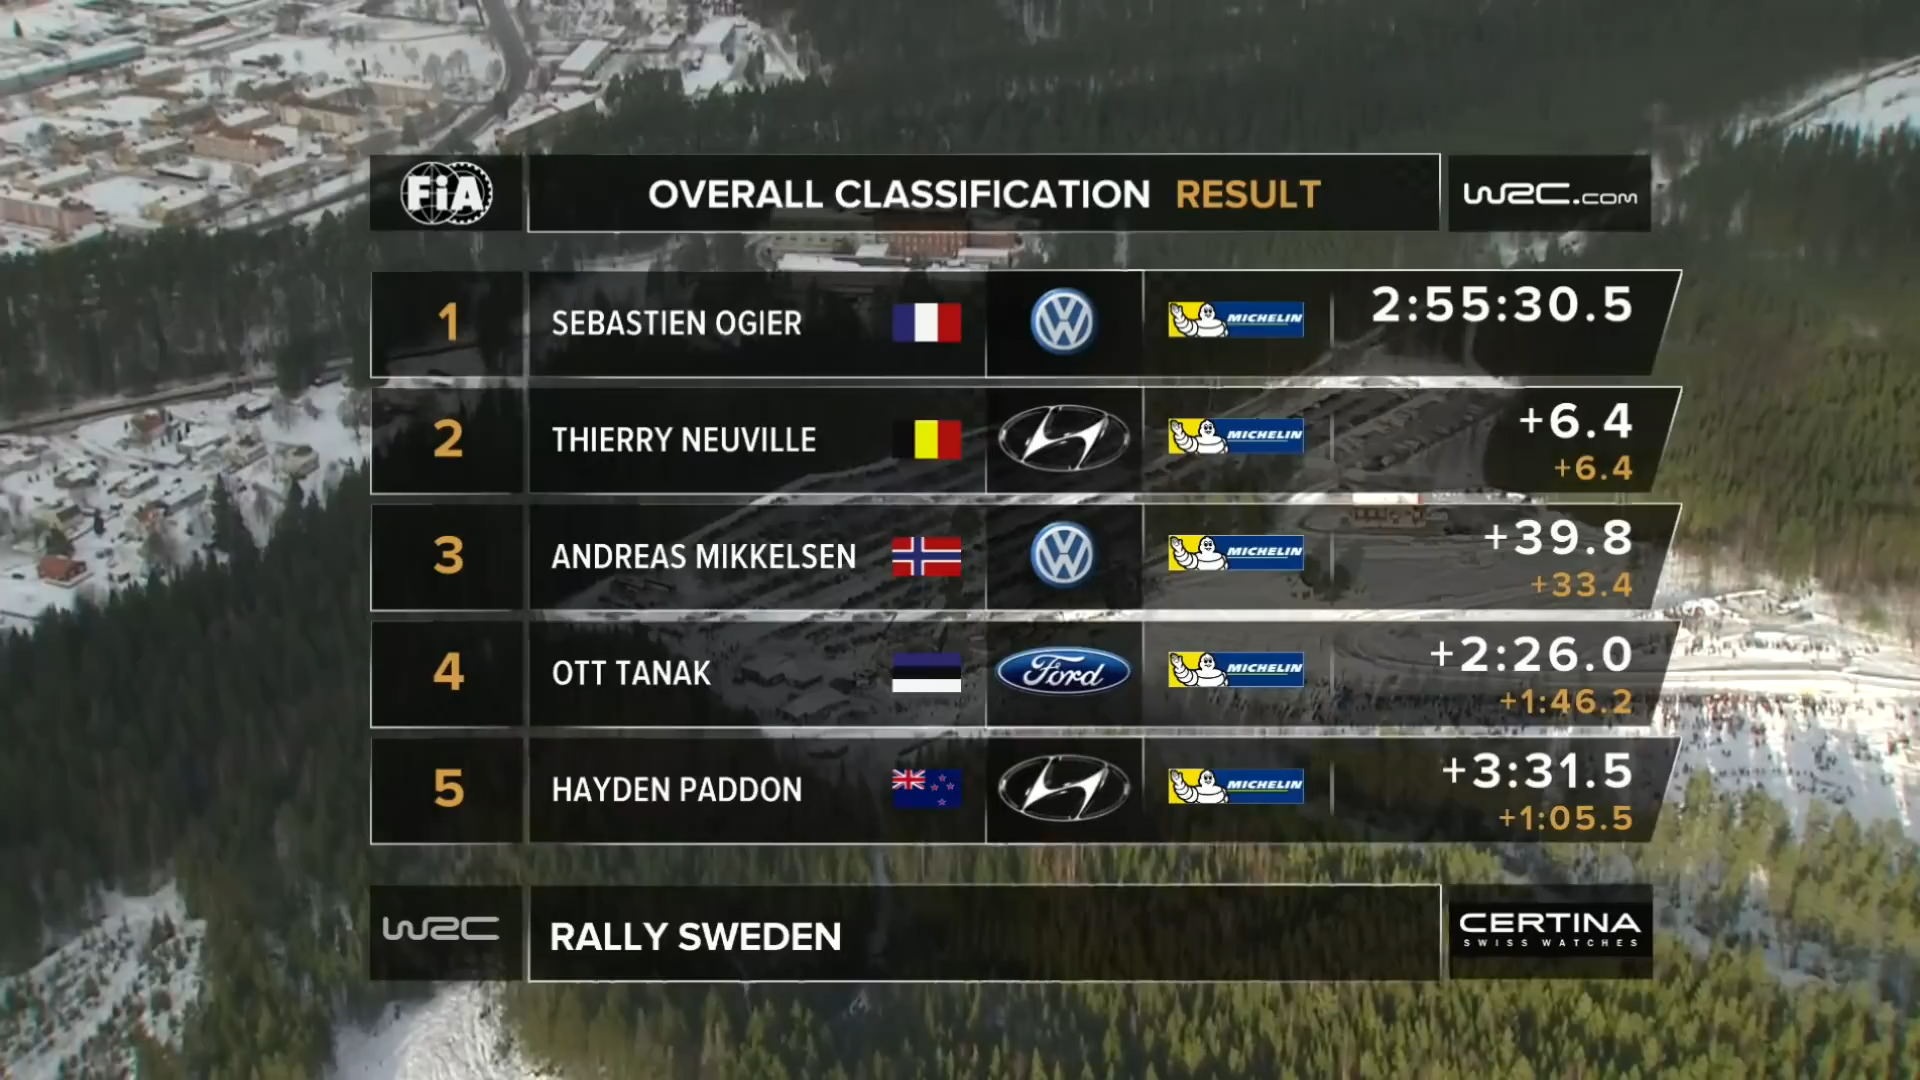 FiA OVERALL CLASSIFICATION RESULT WRC.COM
1 SEBASTIEN OGIER MICHELIN 2:55:30.5
2 THIERRY NEUVILLE MICHELIN +6.4
+6.4
3 ANDREAS MIKKELSEN MICHELIN +39.8
+33.4
4 OTT TANAK Ford MICHELIN +2:26.0
+1:46.2
5 HAYDEN PADDON MICHELIN +3:31.5
+1:05.5
WRC RALLY SWEDEN CERTINA
SWISS WATCHES